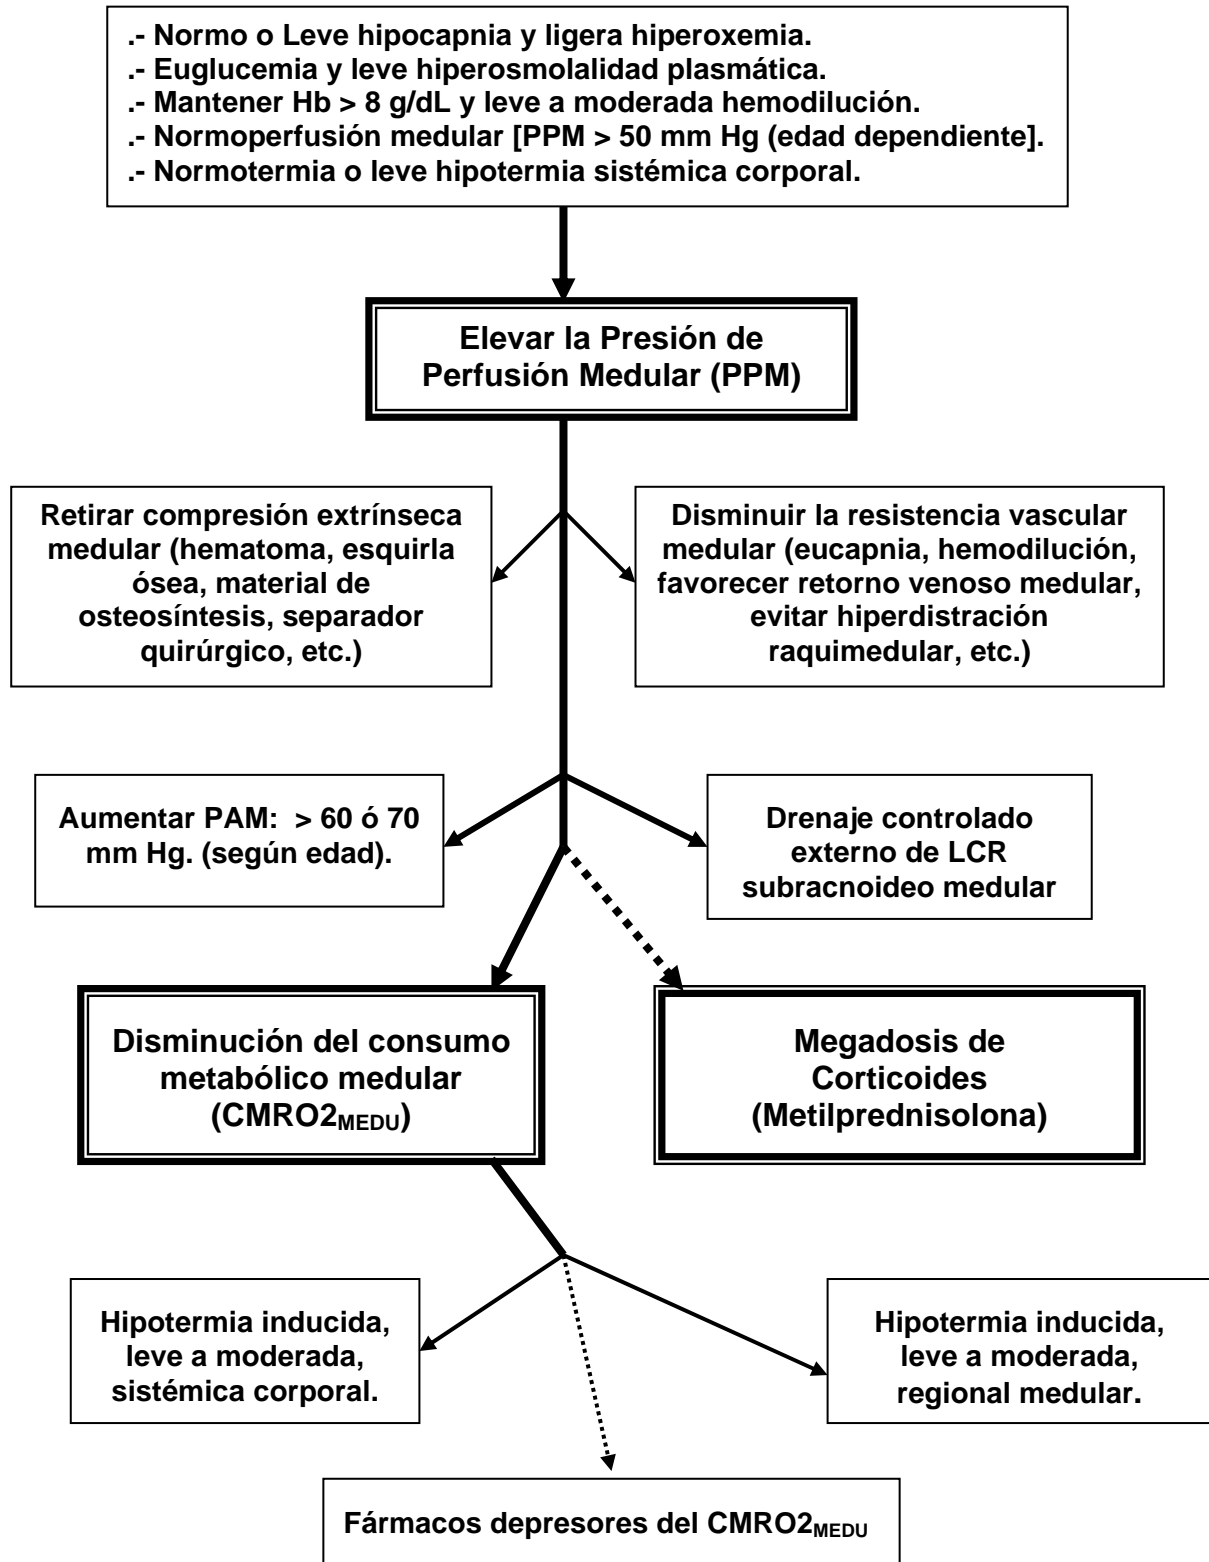 .- Normo o Leve hipocapnia y ligera hiperoxemia.
.- Euglucemia y leve hiperosmolalidad plasmática.
.- Mantener Hb > 8 g/dL y leve a moderada hemodilución.
.- Normoperfusión medular [PPM > 50 mm Hg (edad dependiente].
.- Normotermia o leve hipotermia sistémica corporal.
Elevar la Presión de
Perfusión Medular (PPM)
Retirar compresión extrínseca
medular (hematoma, esquirla
ósea, material de
osteosíntesis, separador
quirúrgico, etc.)
Disminuir la resistencia vascular
medular (eucapnia, hemodilución,
favorecer retorno venoso medular,
evitar hiperdistración
raquimedular, etc.)
Aumentar PAM:  > 60 ó 70
mm Hg. (según edad).
Drenaje controlado
externo de LCR
subracnoideo medular
Disminución del consumo
metabólico medular
(CMRO2MEDU)
Megadosis de
Corticoides
(Metilprednisolona)
Hipotermia inducida,
leve a moderada,
sistémica corporal.
Hipotermia inducida,
leve a moderada,
regional medular.
Fármacos depresores del CMRO2MEDU